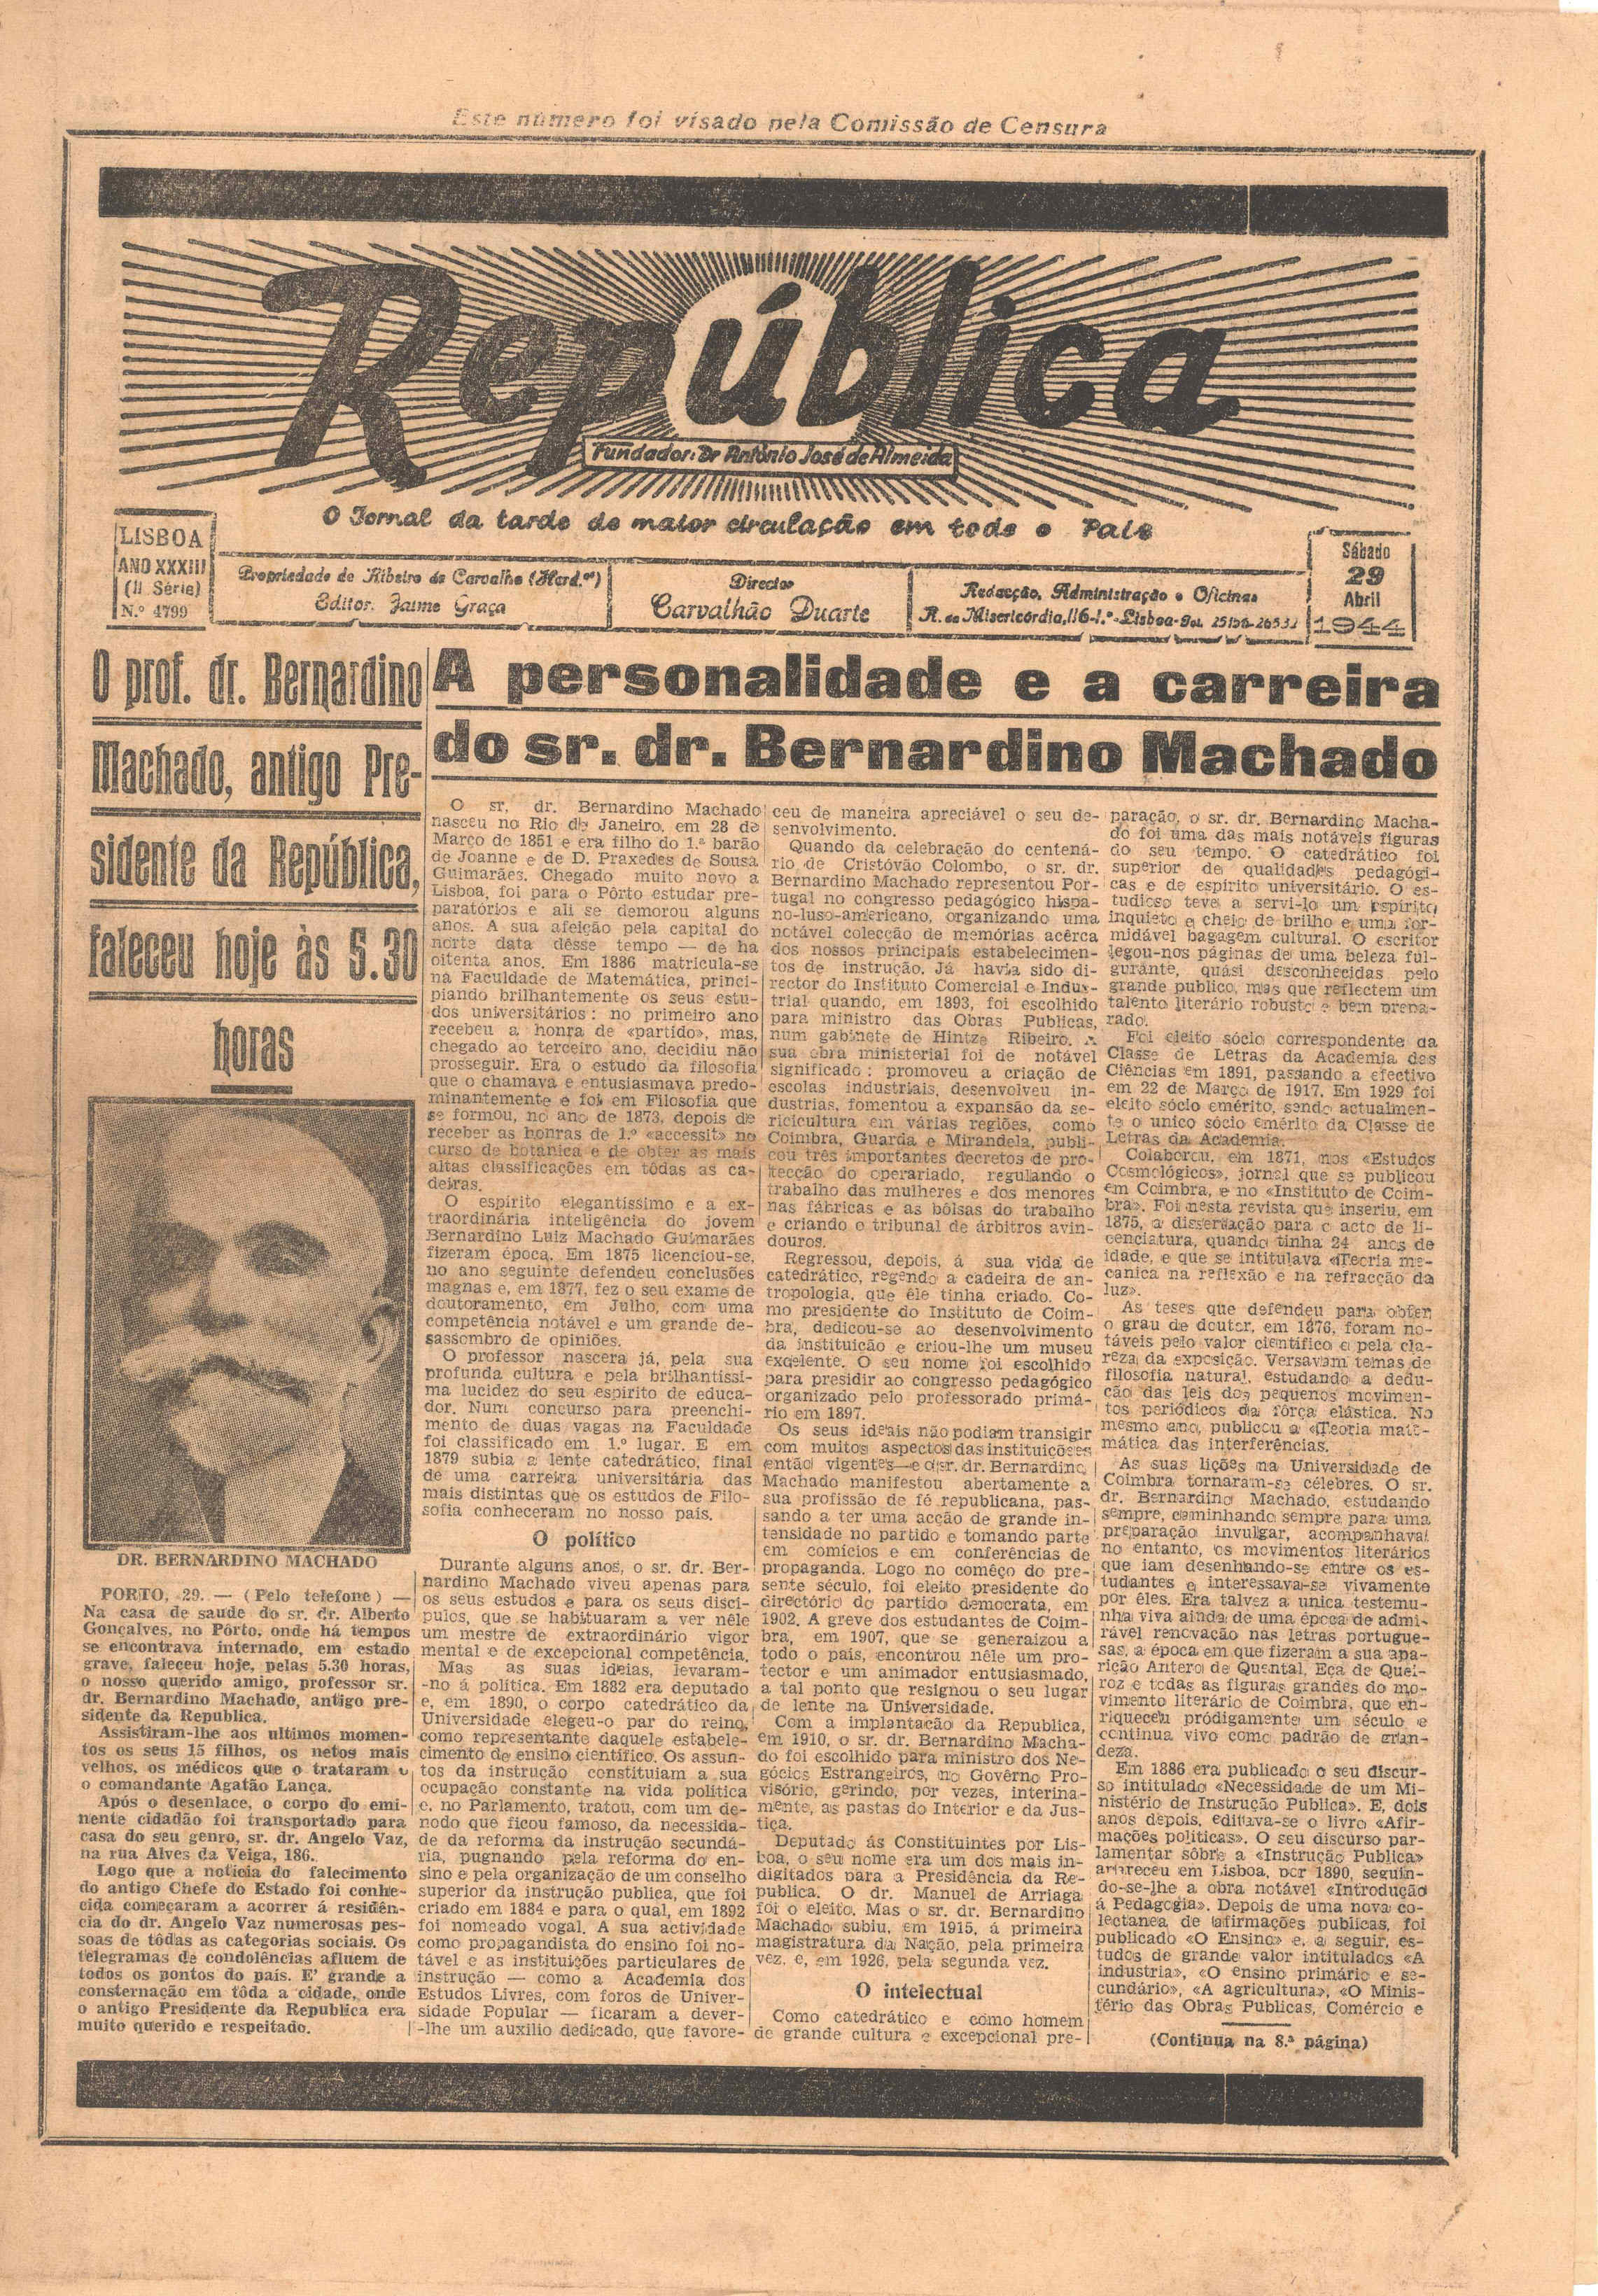 Este número foi visado pela Comissão de Censura
República
Fundador: Dr António José de Almeida
O Jornal da tarde de maior circulação em todo o País
LISBOA
ANO XXXIII
(II Série)
N.º 4799
Propriedade de Ribeiro de Carvalho (Herd.os)
Editor: Jaime Graça
Director
Carvalhão Duarte
Redacção, Administração e Oficinas
R. da Misericórdia, 116-1.º-Lisboa-
Sábado
29
Abril
1944
O prof. dr. Bernardino
Machado, antigo Pre-
sidente da República,
faleceu hoje às 5.30
horas
DR. BERNARDINO MACHADO
PORTO, 29. — (Pelo telefone) —
Na casa de saude do sr. dr. Alberto
Gonçalves, no Pôrto, onde há tempos
se encontrava internado, em estado
grave, faleceu hoje, pelas 5.30 horas,
o nosso querido amigo, professor sr.
dr. Bernardino Machado, antigo pre-
sidente da Republica.
Assistiram-lhe aos ultimos momen-
tos os seus 15 filhos, os netos mais
velhos, os médicos que o trataram e
o comandante Agatão Lança.
Após o desenlace, o corpo do emi-
nente cidadão foi transportado para
casa do seu genro, sr. dr. Angelo Vaz,
na rua Alves da Veiga, 186.
Logo que a noticia do falecimento
do antigo Chefe do Estado foi conhe-
cida começaram a acorrer á residên-
cia do dr. Angelo Vaz numerosas pes-
soas de tôdas as categorias sociais. Os
telegramas de condolências afluem de
todos os pontos do país. E' grande a
consternação em tôda a cidade, onde
o antigo Presidente da Republica era
muito querido e respeitado.
A personalidade e a carreira
do sr. dr. Bernardino Machado
O sr. dr. Bernardino Machado
nasceu no Rio de Janeiro, em 28 de
Março de 1851 e era filho do 1.º barão
de Joanne e de D. Praxedes de Sousa
Guimarães. Chegado muito novo a
Lisboa, foi para o Pôrto estudar pre-
paratórios e ali se demorou alguns
anos. A sua afeição pela capital do
norte data dêsse tempo — de ha
oitenta anos. Em 1886 matricula-se
na Faculdade de Matemática, princi-
piando brilhantemente os seus estu-
dos universitários: no primeiro ano
recebeu a honra de «partido», mas,
chegado ao terceiro ano, decidiu não
prosseguir. Era o estudo da filosofia
que o chamava e entusiasmava predo-
minantemente e foi em Filosofia que
se formou, no ano de 1873, depois de
receber as honras de 1.º «accessit» no
curso de botanica e de obter as mais
altas classificações em tôdas as ca-
deiras.
O espírito elegantissimo e a ex-
traordinária inteligência do jovem
Bernardino Luiz Machado Guimarães
fizeram época. Em 1875 licenciou-se,
no ano seguinte defendeu conclusões
magnas e, em 1877, fez o seu exame de
doutoramento, em Julho, com uma
competência notável e um grande de-
sassombro de opiniões.
O professor nascera já, pela sua
profunda cultura e pela brilhantissi-
ma lucidez do seu espirito de educa-
dor. Num concurso para preenchi-
mento de duas vagas na Faculdade
foi classificado em 1.º lugar. E em
1879 subia a lente catedrático, final
de uma carreira universitária das
mais distintas que os estudos de Filo-
sofia conheceram no nosso país.
O político
Durante alguns anos, o sr. dr. Ber-
nardino Machado viveu apenas para
os seus estudos e para os seus disci-
pulos, que se habituaram a ver nêle
um mestre de extraordinário vigor
mental e de excepcional competência.
Mas as suas ideias, levaram-
-no á política. Em 1882 era deputado
e, em 1890, o corpo catedrático da
Universidade elegeu-o par do reino,
como representante daquele estabele-
cimento de ensino científico. Os assun-
tos da instrução constituiam a sua
ocupação constante na vida politica
e, no Parlamento, tratou, com um de-
nodo que ficou famoso, da necessida-
de da reforma da instrução secundá-
ria, pugnando pela reforma do en-
sino e pela organização de um conselho
superior da instrução publica, que foi
criado em 1884 e para o qual, em 1892
foi nomeado vogal. A sua actividade
como propagandista do ensino foi no-
tável e as instituições particulares de
instrução — como a Academia dos
Estudos Livres, com foros de Univer-
sidade Popular — ficaram a dever-
-lhe um auxilio dedicado, que favore-
ceu de maneira apreciável o seu de-
senvolvimento.
Quando da celebração do centená-
rio de Cristóvão Colombo, o sr. dr.
Bernardino Machado representou Por-
tugal no congresso pedagógico hispa-
no-luso-americano, organizando uma
notável colecção de memórias acêrca
dos nossos principais estabelecimen-
tos de instrução. Já havia sido di-
rector do Instituto Comercial e Indus-
trial quando, em 1893, foi escolhido
para ministro das Obras Publicas,
num gabinete de Hintze Ribeiro. A
sua obra ministerial foi de notável
significado: promoveu a criação de
escolas industriais, desenvolveu in-
dustrias, fomentou a expansão da se-
ricicultura em várias regiões, como
Coimbra, Guarda e Mirandela, publi-
cou três importantes decretos de pro-
tecção do operariado, regulando o
trabalho das mulheres e dos menores
nas fábricas e as bôlsas do trabalho
e criando o tribunal de árbitros avin-
douros.
Regressou, depois, á sua vida de
catedrático, regendo a cadeira de an-
tropologia, que êle tinha criado. Co-
mo presidente do Instituto de Coim-
bra, dedicou-se ao desenvolvimento
da instituição e criou-lhe um museu
excelente. O seu nome foi escolhido
para presidir ao congresso pedagógico
organizado pelo professorado primá-
rio em 1897.
Os seus ideais não podiam transigir
com muitos aspectos das instituições
então vigentes—e o sr. dr. Bernardino
Machado manifestou abertamente a
sua profissão de fé republicana, pas-
sando a ter uma acção de grande in-
tensidade no partido e tomando parte
em comícios e em conferências de
propaganda. Logo no comêço do pre-
sente século, foi eleito presidente do
directório do partido democrata, em
1902. A greve dos estudantes de Coim-
bra, em 1907, que se generaizou a
todo o país, encontrou nêle um pro-
tector e um animador entusiasmado,
a tal ponto que resignou o seu lugar
de lente na Universidade.
Com a implantação da Republica,
em 1910, o sr. dr. Bernardino Macha-
do foi escolhido para ministro dos Ne-
gócios Estrangeiros, no Govêrno Pro-
visório, gerindo, por vezes, interina-
mente, as pastas do Interior e da Jus-
tiça.
Deputado ás Constituintes por Lis-
boa, o seu nome era um dos mais in-
digitados para a Presidência da Re-
publica. O dr. Manuel de Arriaga
foi o eleito. Mas o sr. dr. Bernardino
Machado subiu, em 1915, á primeira
magistratura da Nação, pela primeira
vez, e, em 1926, pela segunda vez.
O intelectual
Como catedrático e como homem
de grande cultura e excepcional pre-
paração, o sr. dr. Bernardino Macha-
do foi uma das mais notáveis figuras
do seu tempo. O catedrático foi
superior de qualidades pedagógi-
cas e de espírito universitário. O es-
tudioso teve a servi-lo um espírito
inquieto e cheio de brilho e uma for-
midável bagagem cultural. O escritor
legou-nos páginas de uma beleza ful-
gurante, quási desconhecidas pelo
grande publico, mas que reflectem um
talento literário robusto e bem prepa-
rado.
Foi eleito sócio correspondente da
Classe de Letras da Academia das
Ciências em 1891, passando a efectivo
em 22 de Março de 1917. Em 1929 foi
eleito sócio emérito, sendo actualmen-
te o unico sócio emérito da Classe de
Letras da Academia.
Colaborou, em 1871, nos «Estudos
Cosmológicos», jornal que se publicou
em Coimbra, e no «Instituto de Coim-
bra». Foi nesta revista que inseriu, em
1875, a dissertação para o acto de li-
cenciatura, quando tinha 24 anos de
idade, e que se intitulava «Teoria me-
canica na reflexão e na refracção da
luz».
As teses que defendeu para obter
o grau de doutor, em 1876, foram no-
táveis pelo valor cientifico e pela cla-
reza da exposição. Versavam temas de
filosofia natural, estudando a dedu-
ção das leis dos pequenos movimen-
tos periódicos da fôrça elástica. No
mesmo ano, publicou a «Teoria mate-
mática das interferências.
As suas lições na Universidade de
Coimbra tornaram-se célebres. O sr.
dr. Bernardino Machado, estudando
sempre, caminhando sempre para uma
preparação invulgar, acompanhava
no entanto, os movimentos literários
que iam desenhando-se entre os es-
tudantes e interessava-se vivamente
por êles. Era talvez a unica testemu-
nha viva ainda de uma época de admi-
rável renovação nas letras portugue-
sas, a época em que fizeram a sua apa-
rição Antero de Quental, Eça de Quei-
roz e todas as figuras grandes do mo-
vimento literário de Coimbra, que en-
riqueceu pródigamente um século e
continua vivo como padrão de gran-
deza.
Em 1886 era publicado o seu discur-
so intitulado «Necessidade de um Mi-
nistério de Instrução Publica». E, dois
anos depois, editava-se o livro «Afir-
mações politicas». O seu discurso par-
lamentar sôbre a «Instrução Publica»
apareceu em Lisboa, por 1890, seguin-
do-se-lhe a obra notável «Introdução
á Pedagogia». Depois de uma nova co-
lectanea de afirmações publicas, foi
publicado «O Ensino» e, a seguir, es-
tudos de grande valor intitulados «A
industria», «O ensino primário e se-
cundário», «A agricultura», «O Minis-
tério das Obras Publicas, Comércio e
(Continua na 8.ª página)